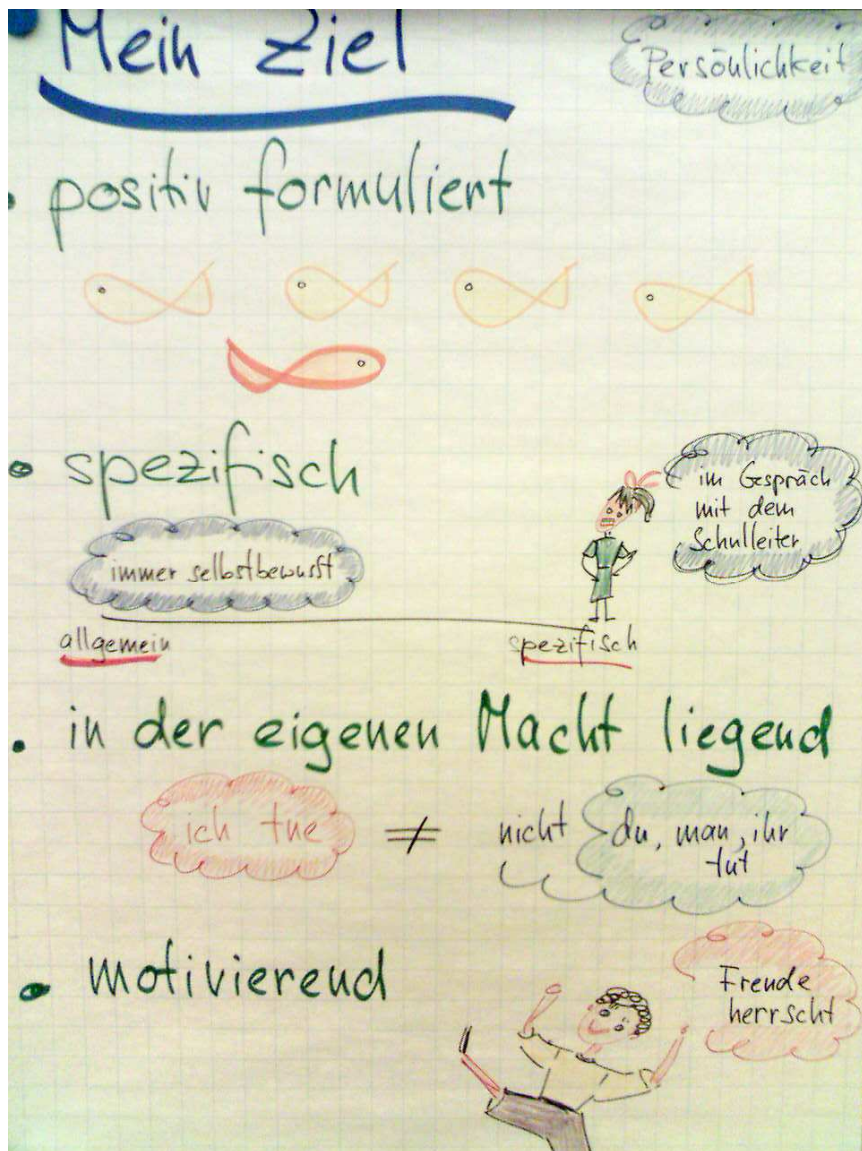 Mein Ziel
Persönlichkeit
• positiv formuliert
• spezifisch
im Gespräch
mit dem
Schulleiter
immer selbstbewusst
allgemein
spezifisch
• in der eigenen Macht liegend
ich tue ≠ nicht du, man, ihr
tut
• motivierend
Freude
herrscht